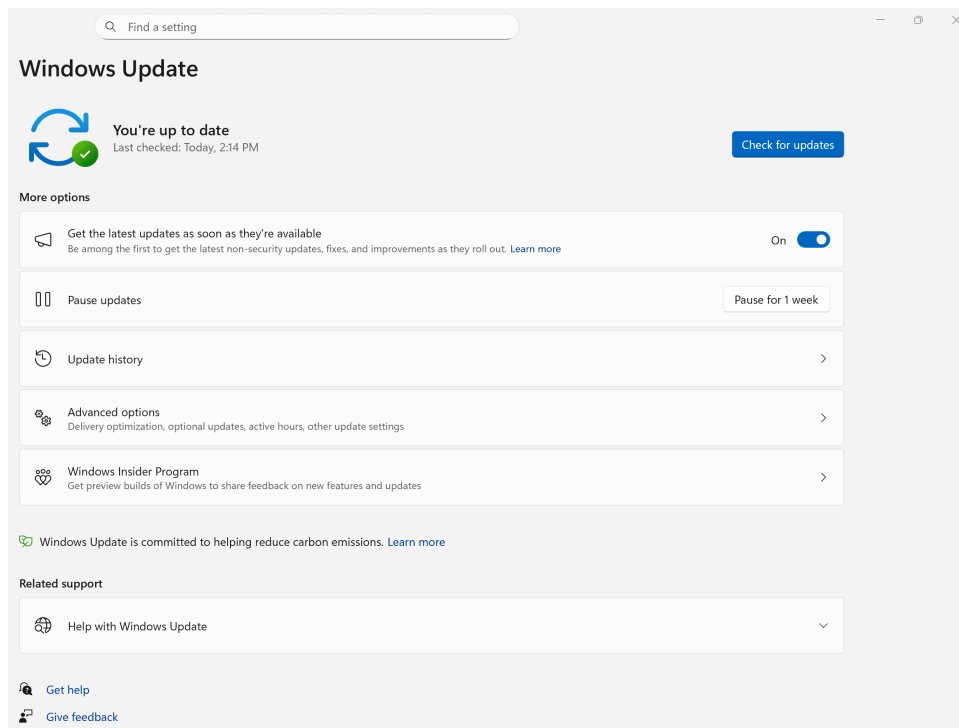 Find a setting
Windows Update
You're up to date
Last checked: Today, 2:14 PM
Check for updates
More options
Get the latest updates as soon as they're available
Be among the first to get the latest non-security updates, fixes, and improvements as they roll out. Learn more
On
Pause updates
Pause for 1 week
Update history
Advanced options
Delivery optimization, optional updates, active hours, other update settings
Windows Insider Program
Get preview builds of Windows to share feedback on new features and updates
Windows Update is committed to helping reduce carbon emissions. Learn more
Related support
Help with Windows Update
Get help
Give feedback